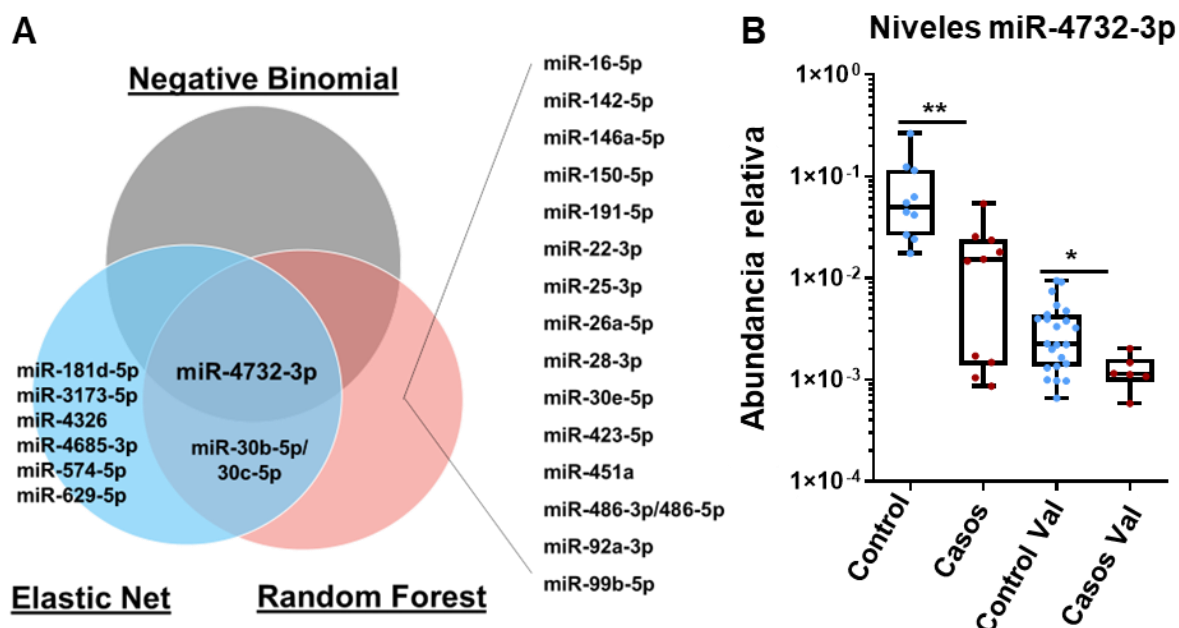 A
Negative Binomial
miR-181d-5p
miR-3173-5p
miR-4326
miR-4685-3p
miR-574-5p
miR-629-5p
miR-4732-3p
miR-30b-5p/
30c-5p
Elastic Net
Random Forest
miR-16-5p
miR-142-5p
miR-146a-5p
miR-150-5p
miR-191-5p
miR-22-3p
miR-25-3p
miR-26a-5p
miR-28-3p
miR-30e-5p
miR-423-5p
miR-451a
miR-486-3p/486-5p
miR-92a-3p
miR-99b-5p
B
Niveles miR-4732-3p
Abundancia relativa
1×10⁰
1×10⁻¹
1×10⁻²
1×10⁻³
1×10⁻⁴
**
*
Control
Casos
Control Val
Casos Val